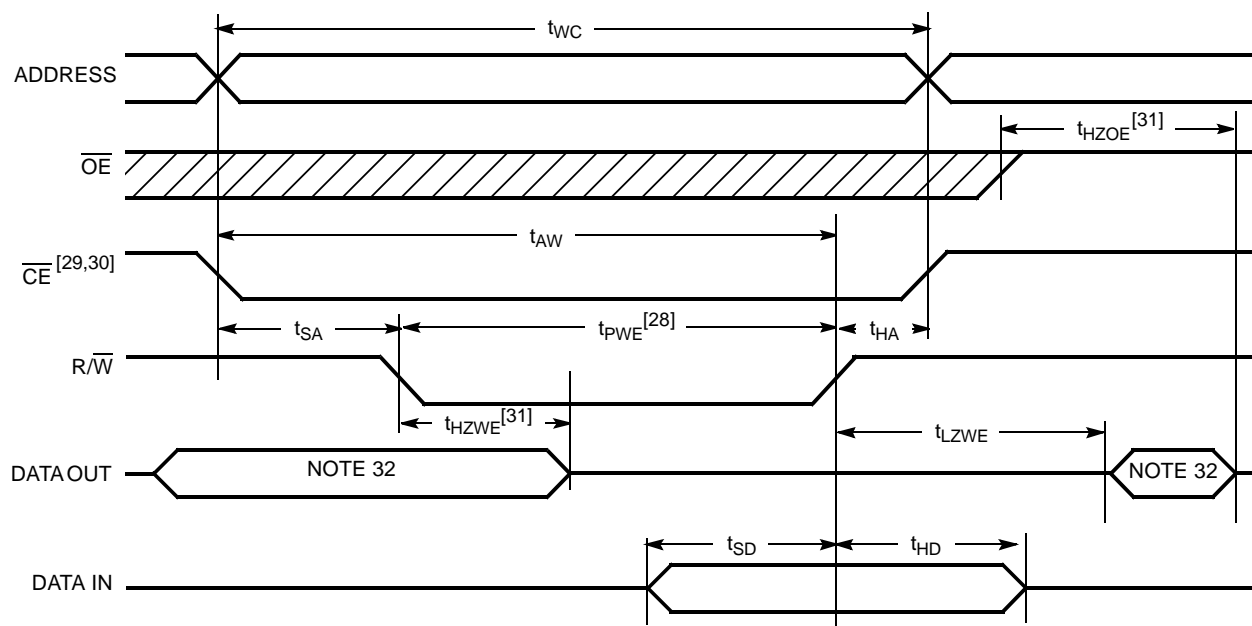 tWC
ADDRESS
tHZOE[31]
OE
tAW
CE [29,30]
tSA
tPWE[28]
tHA
R/W
tHZWE[31]
tLZWE
DATA OUT
NOTE 32
NOTE 32
tSD
tHD
DATA IN